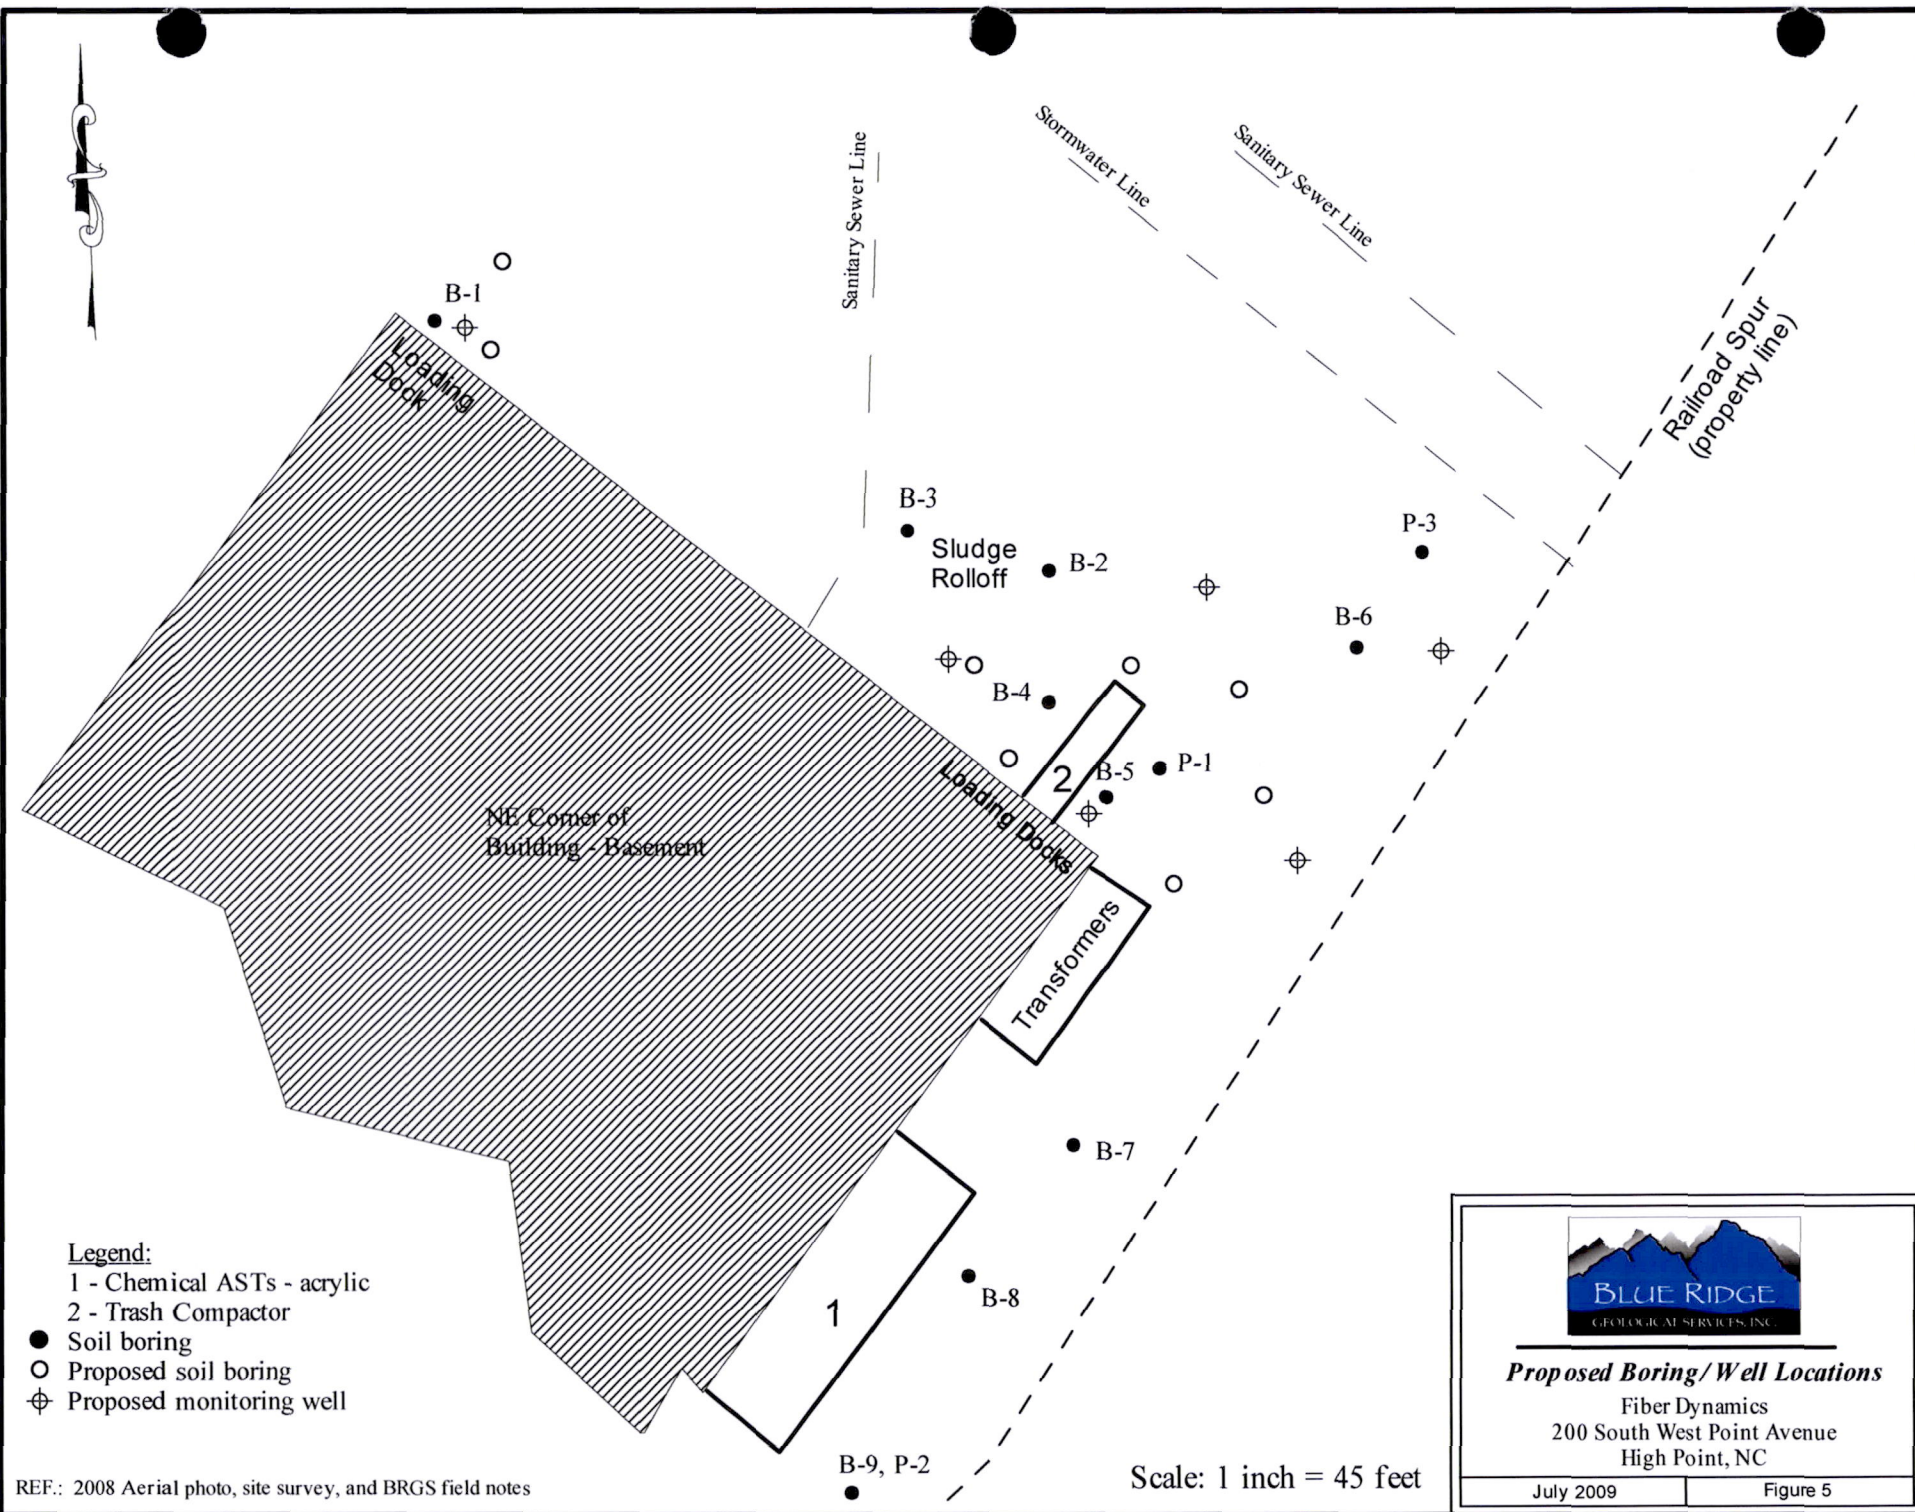 Stormwater Line
Sanitary Sewer Line
Sanitary Sewer Line
Railroad Spur
(property line)
B-1
Loading
Dock
B-3
Sludge
Rolloff
B-2
P-3
B-6
B-4
2
B-5
P-1
Loading Docks
NE Corner of
Building - Basement
Transformers
B-7
1
B-8
B-9, P-2
Legend:
1 - Chemical ASTs - acrylic
2 - Trash Compactor
Soil boring
Proposed soil boring
Proposed monitoring well
REF.: 2008 Aerial photo, site survey, and BRGS field notes
Scale: 1 inch = 45 feet
BLUE RIDGE
GEOLOGICAL SERVICES, INC.
Proposed Boring/Well Locations
Fiber Dynamics
200 South West Point Avenue
High Point, NC
July 2009
Figure 5